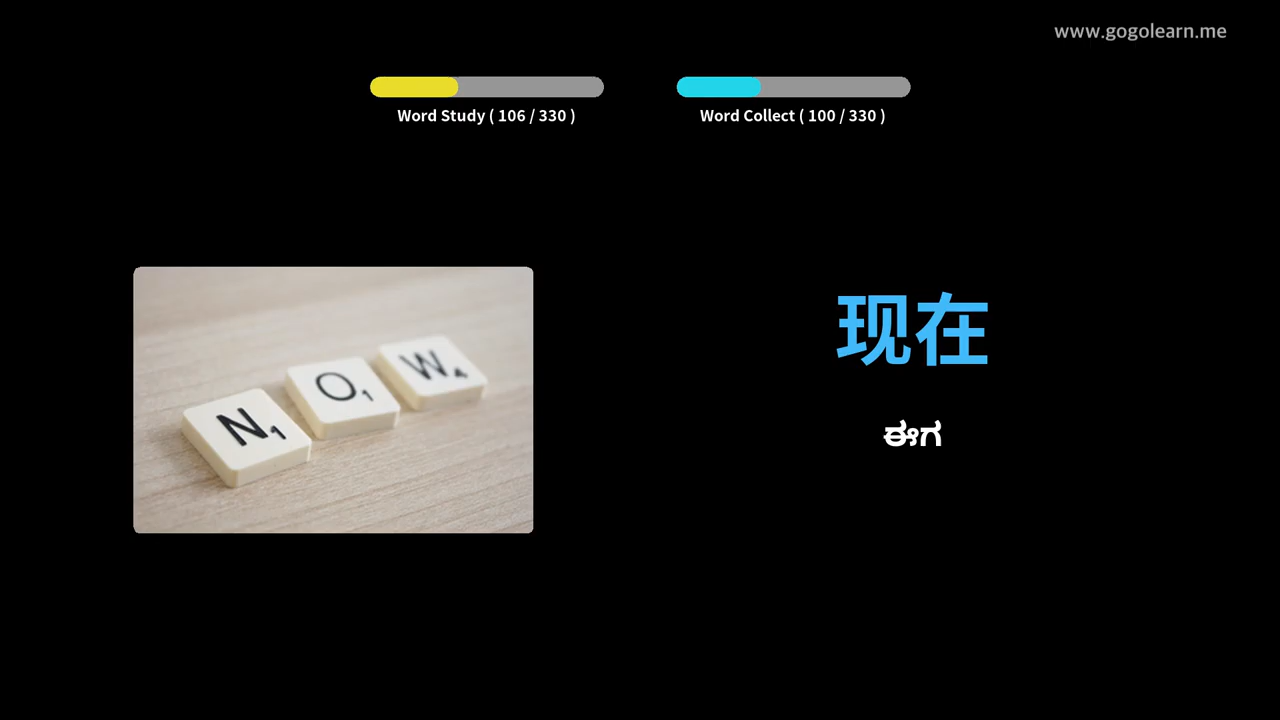 www.gogolearn.me
Word Study ( 106 / 330 )
Word Collect ( 100 / 330 )
N1 O1 W4
现在
ಈಗ